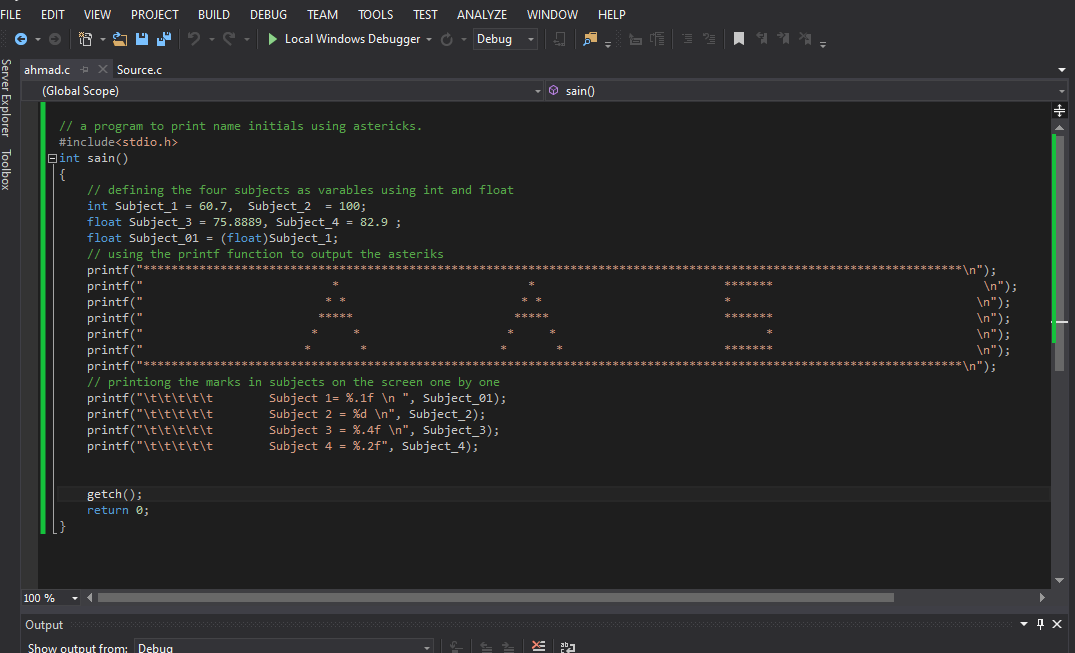 FILE EDIT VIEW PROJECT BUILD DEBUG TEAM TOOLS TEST ANALYZE WINDOW HELP
Local Windows Debugger Debug
Server Explorer
Toolbox
ahmad.c Source.c
(Global Scope) sain()
// a program to print name initials using astericks.
#include<stdio.h>
int sain()
{
// defining the four subjects as varables using int and float
int Subject_1 = 60.7,  Subject_2  = 100;
float Subject_3 = 75.8889, Subject_4 = 82.9 ;
float Subject_01 = (float)Subject_1;
// using the printf function to output the asteriks
printf("*********************************************************************************************************************\n");
printf("                           *                           *                           *******                              \n");
printf("                          * *                         * *                          *                                   \n");
printf("                         *****                       *****                         *******                             \n");
printf("                        *     *                     *     *                              *                             \n");
printf("                       *       *                   *       *                       *******                             \n");
printf("*********************************************************************************************************************\n");
// printiong the marks in subjects on the screen one by one
printf("\t\t\t\t\t        Subject 1= %.1f \n ", Subject_01);
printf("\t\t\t\t\t        Subject 2 = %d \n", Subject_2);
printf("\t\t\t\t\t        Subject 3 = %.4f \n", Subject_3);
printf("\t\t\t\t\t        Subject 4 = %.2f", Subject_4);
getch();
return 0;
}
100 %
Output
Show output from: Debug